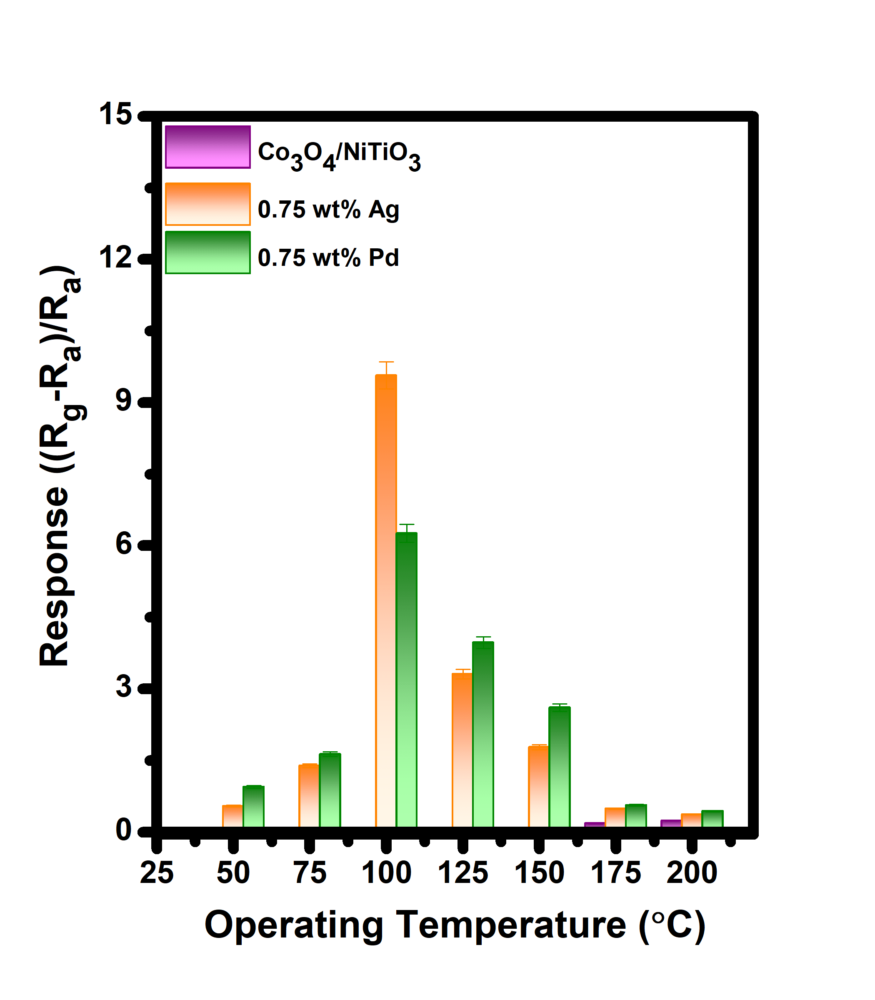 15
Co₃O₄/NiTiO₃
0.75 wt% Ag
12
0.75 wt% Pd
Response ((Rg-Ra)/Ra)
9
6
3
0
25 50 75 100 125 150 175 200
Operating Temperature (°C)